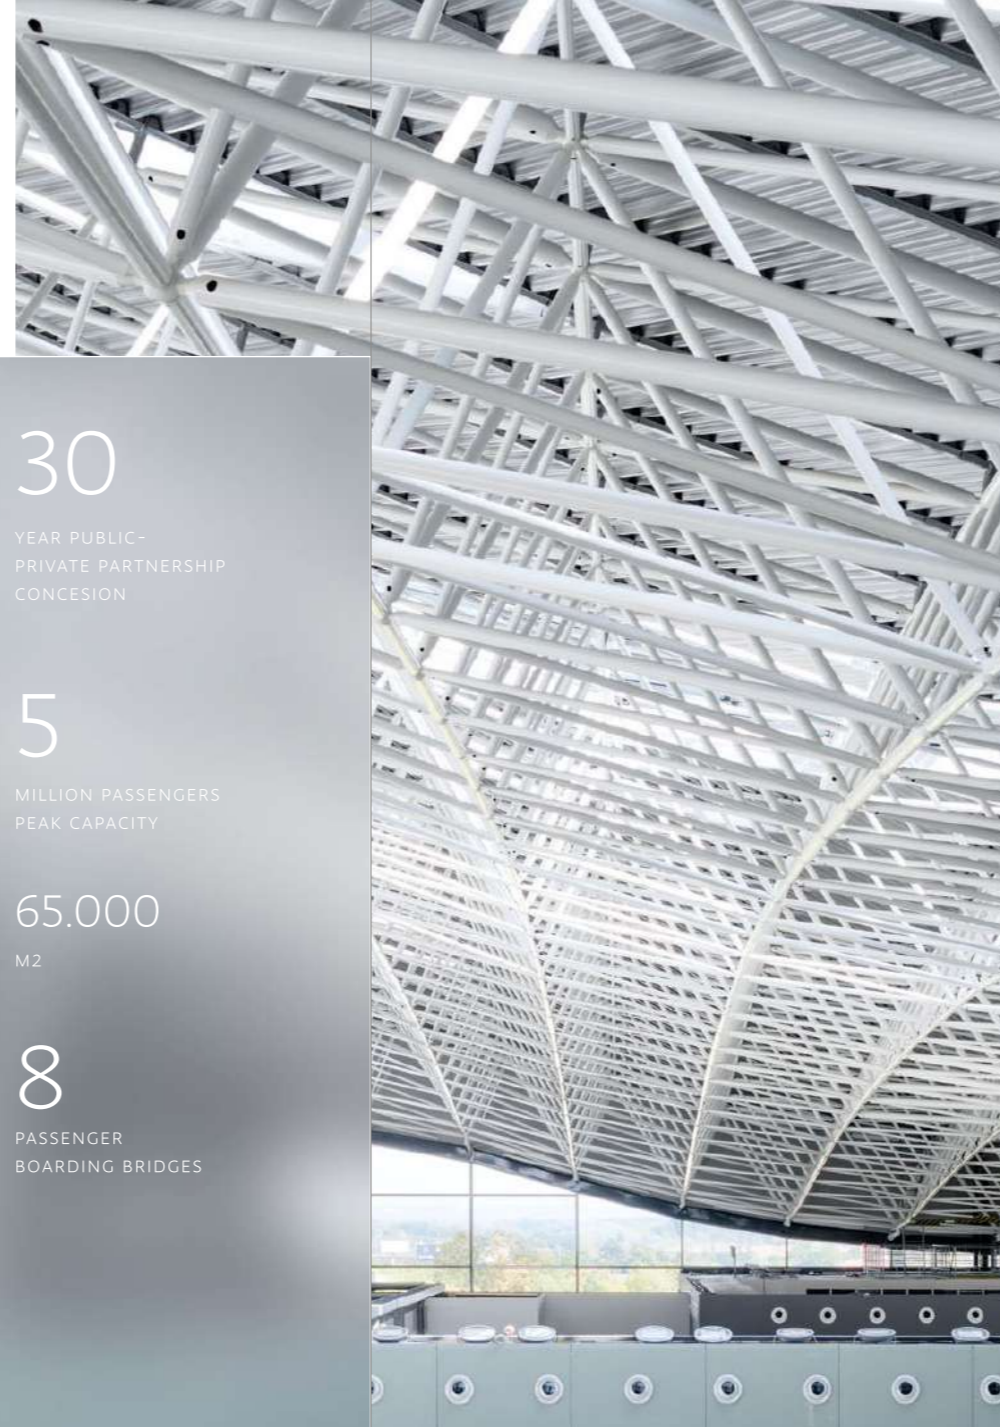 30
YEAR PUBLIC-
PRIVATE PARTNERSHIP
CONCESION
5
MILLION PASSENGERS
PEAK CAPACITY
65.000
M2
8
PASSENGER
BOARDING BRIDGES